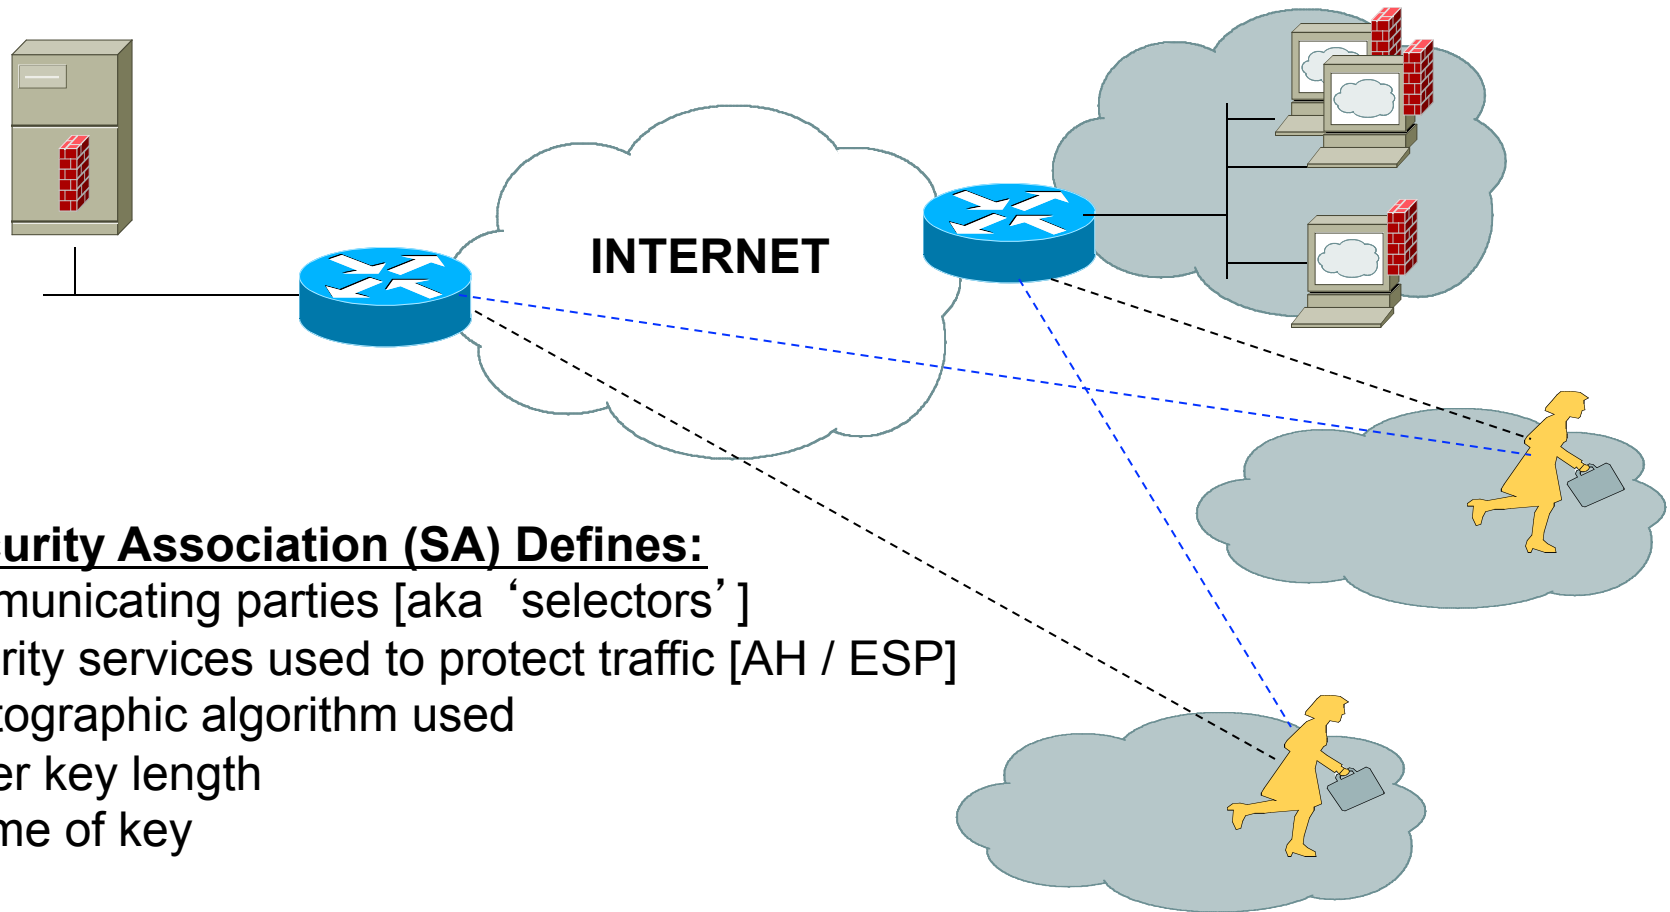 INTERNET
curity Association (SA) Defines:
municating parties [aka ‘selectors’ ]
rity services used to protect traffic [AH / ESP]
tographic algorithm used
er key length
me of key